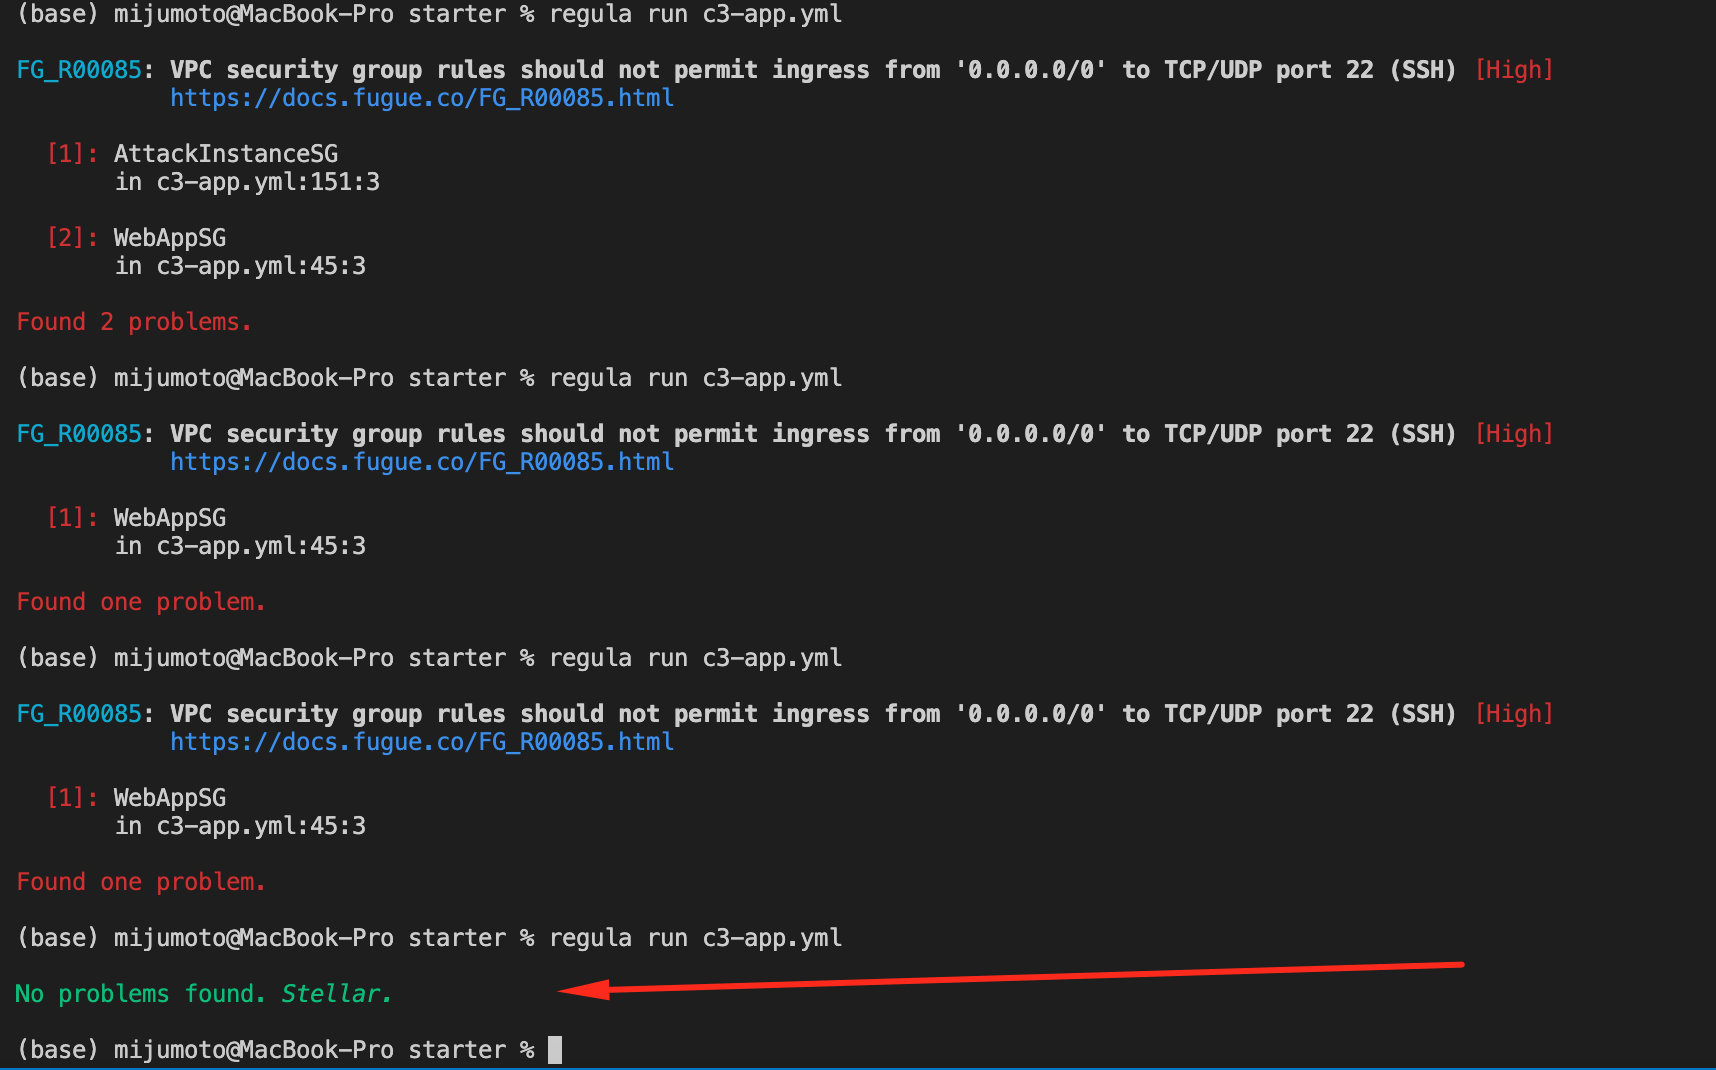 (base) mijumoto@MacBook-Pro starter % regula run c3-app.yml
FG_R00085: VPC security group rules should not permit ingress from '0.0.0.0/0' to TCP/UDP port 22 (SSH) [High]
https://docs.fugue.co/FG_R00085.html
[1]: AttackInstanceSG
in c3-app.yml:151:3
[2]: WebAppSG
in c3-app.yml:45:3
Found 2 problems.
(base) mijumoto@MacBook-Pro starter % regula run c3-app.yml
FG_R00085: VPC security group rules should not permit ingress from '0.0.0.0/0' to TCP/UDP port 22 (SSH) [High]
https://docs.fugue.co/FG_R00085.html
[1]: WebAppSG
in c3-app.yml:45:3
Found one problem.
(base) mijumoto@MacBook-Pro starter % regula run c3-app.yml
FG_R00085: VPC security group rules should not permit ingress from '0.0.0.0/0' to TCP/UDP port 22 (SSH) [High]
https://docs.fugue.co/FG_R00085.html
[1]: WebAppSG
in c3-app.yml:45:3
Found one problem.
(base) mijumoto@MacBook-Pro starter % regula run c3-app.yml
No problems found. Stellar.
(base) mijumoto@MacBook-Pro starter %